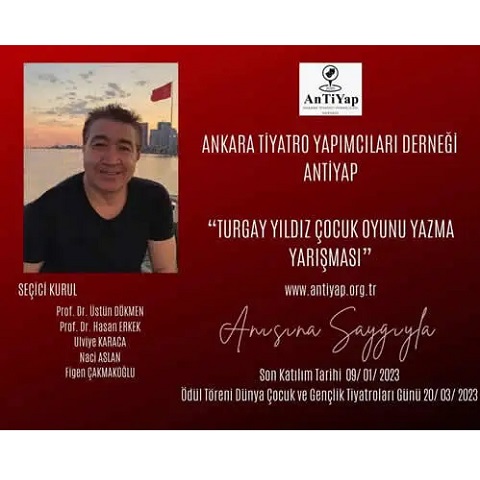 AnTiYap
ANKARA TİYATRO YAPIMCILARI DERNEĞİ
ANTİYAP
“TURGAY YILDIZ ÇOCUK OYUNU YAZMA
YARIŞMASI”
www.antiyap.org.tr
Anısına Saygıyla
Son Katılım Tarihi 09/ 01/ 2023
Ödül Töreni Dünya Çocuk ve Gençlik Tiyatroları Günü 20/ 03/ 2023
SEÇİCİ KURUL
Prof. Dr. Üstün DÖKMEN
Prof. Dr. Hasan ERKEK
Ulviye KARACA
Naci ASLAN
Figen ÇAKMAKOĞLU